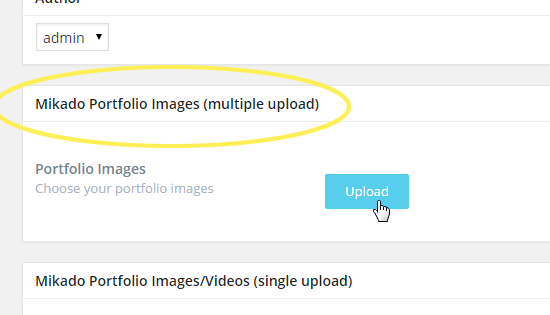 Author
admin
Mikado Portfolio Images (multiple upload)
Portfolio Images
Choose your portfolio images
Upload
Mikado Portfolio Images/Videos (single upload)